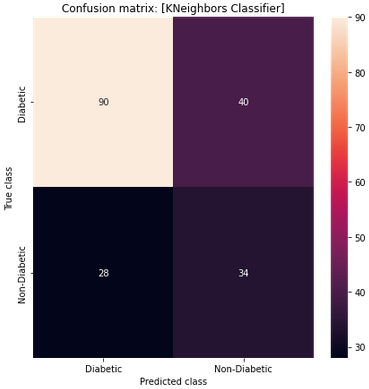 Confusion matrix: [KNeighbors Classifier]
90
40
28
34
Diabetic
Non-Diabetic
True class
Diabetic
Non-Diabetic
Predicted class
90
80
70
60
50
40
30